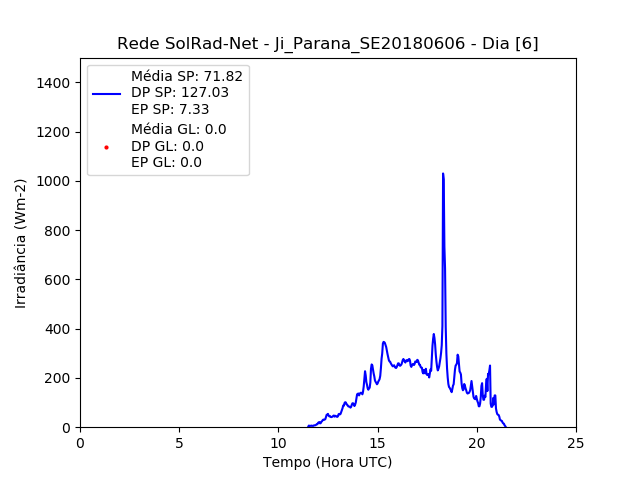 Rede SolRad-Net - Ji_Parana_SE20180606 - Dia [6]
Média SP: 71.82
DP SP: 127.03
EP SP: 7.33
Média GL: 0.0
DP GL: 0.0
EP GL: 0.0
Irradiância (Wm-2)
1400
1200
1000
800
600
400
200
0
0 5 10 15 20 25
Tempo (Hora UTC)